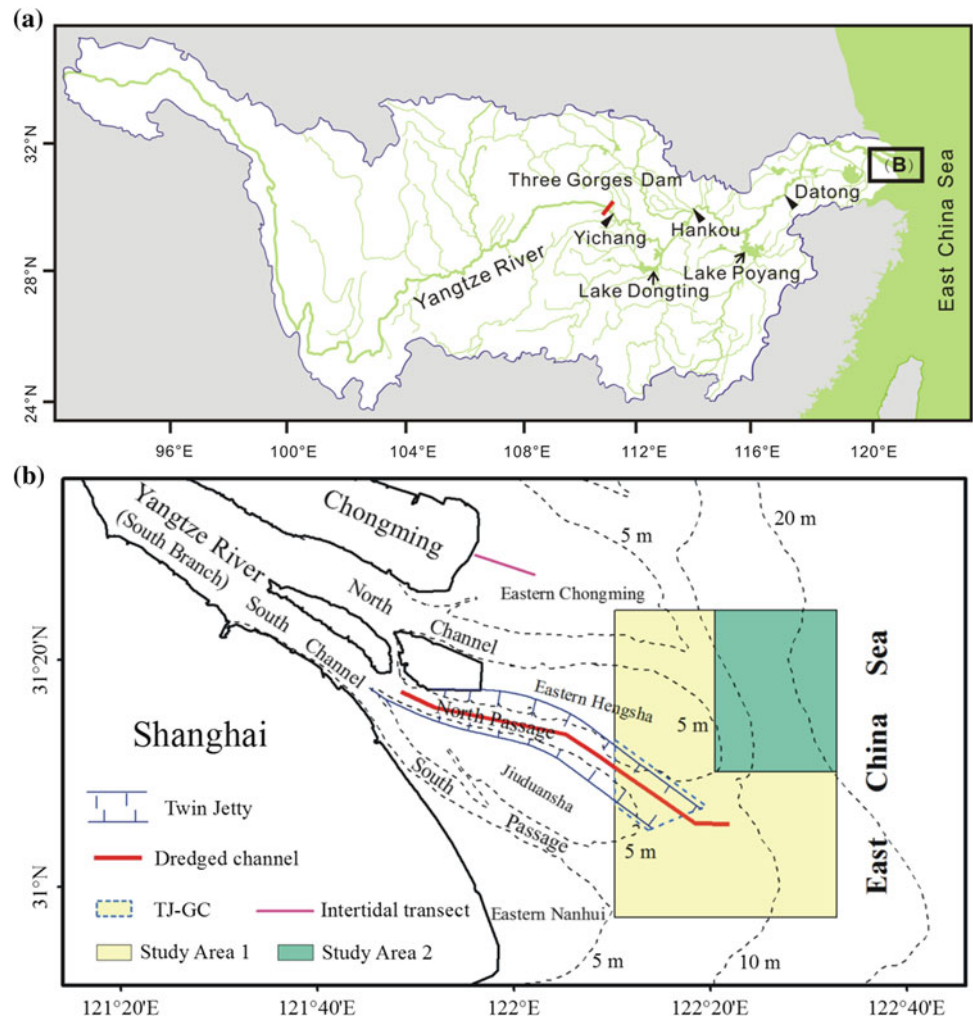 (a)
32°N
28°N
24°N
Three Gorges Dam
Yichang
Hankou
Datong
(B)
Yangtze River
Lake Dongting
Lake Poyang
East China Sea
96°E
100°E
104°E
108°E
112°E
116°E
120°E
(b)
31°20'N
31°N
Yangtze River
(South Branch)
Chongming
5 m
20 m
North
Channel
Eastern Chongming
South
Channel
Eastern Hengsha
North Passage
5 m
Shanghai
South
Passage
Jiuduansha
5 m
East China Sea
Twin Jetty
Dredged channel
TJ-GC
Intertidal transect
Eastern Nanhui
Study Area 1
Study Area 2
5 m
10 m
121°20'E
121°40'E
122°E
122°20'E
122°40'E